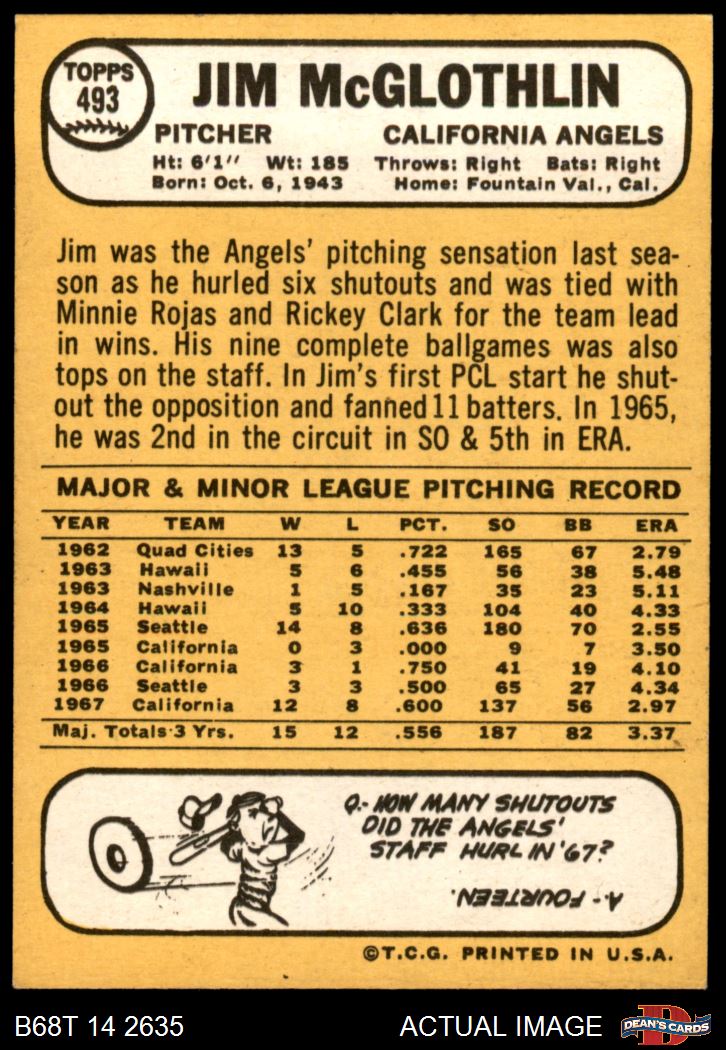 TOPPS
493
JIM McGLOTHLIN
PITCHER CALIFORNIA ANGELS
Ht: 6'1'' Wt: 185 Throws: Right Bats: Right
Born: Oct. 6, 1943 Home: Fountain Val., Cal.
Jim was the Angels' pitching sensation last sea-
son as he hurled six shutouts and was tied with
Minnie Rojas and Rickey Clark for the team lead
in wins. His nine complete ballgames was also
tops on the staff. In Jim's first PCL start he shut-
out the opposition and fanned 11 batters. In 1965,
he was 2nd in the circuit in SO & 5th in ERA.
MAJOR & MINOR LEAGUE PITCHING RECORD
YEAR TEAM W L PCT. SO BB ERA
1962 Quad Cities 13 5 .722 165 67 2.79
1963 Hawaii 5 6 .455 56 38 5.48
1963 Nashville 1 5 .167 35 23 5.11
1964 Hawaii 5 10 .333 104 40 4.33
1965 Seattle 14 8 .636 180 70 2.55
1965 California 0 3 .000 9 7 3.50
1966 California 3 1 .750 41 19 4.10
1966 Seattle 3 3 .500 65 27 4.34
1967 California 12 8 .600 137 56 2.97
Maj. Totals 3 Yrs. 15 12 .556 187 82 3.37
Q.- HOW MANY SHUTOUTS
DID THE ANGELS'
STAFF HURL IN '67?
A.- FOURTEEN.
©T.C.G. PRINTED IN U.S.A.
B68T 14 2635 ACTUAL IMAGE
D
DEAN'S CARDS